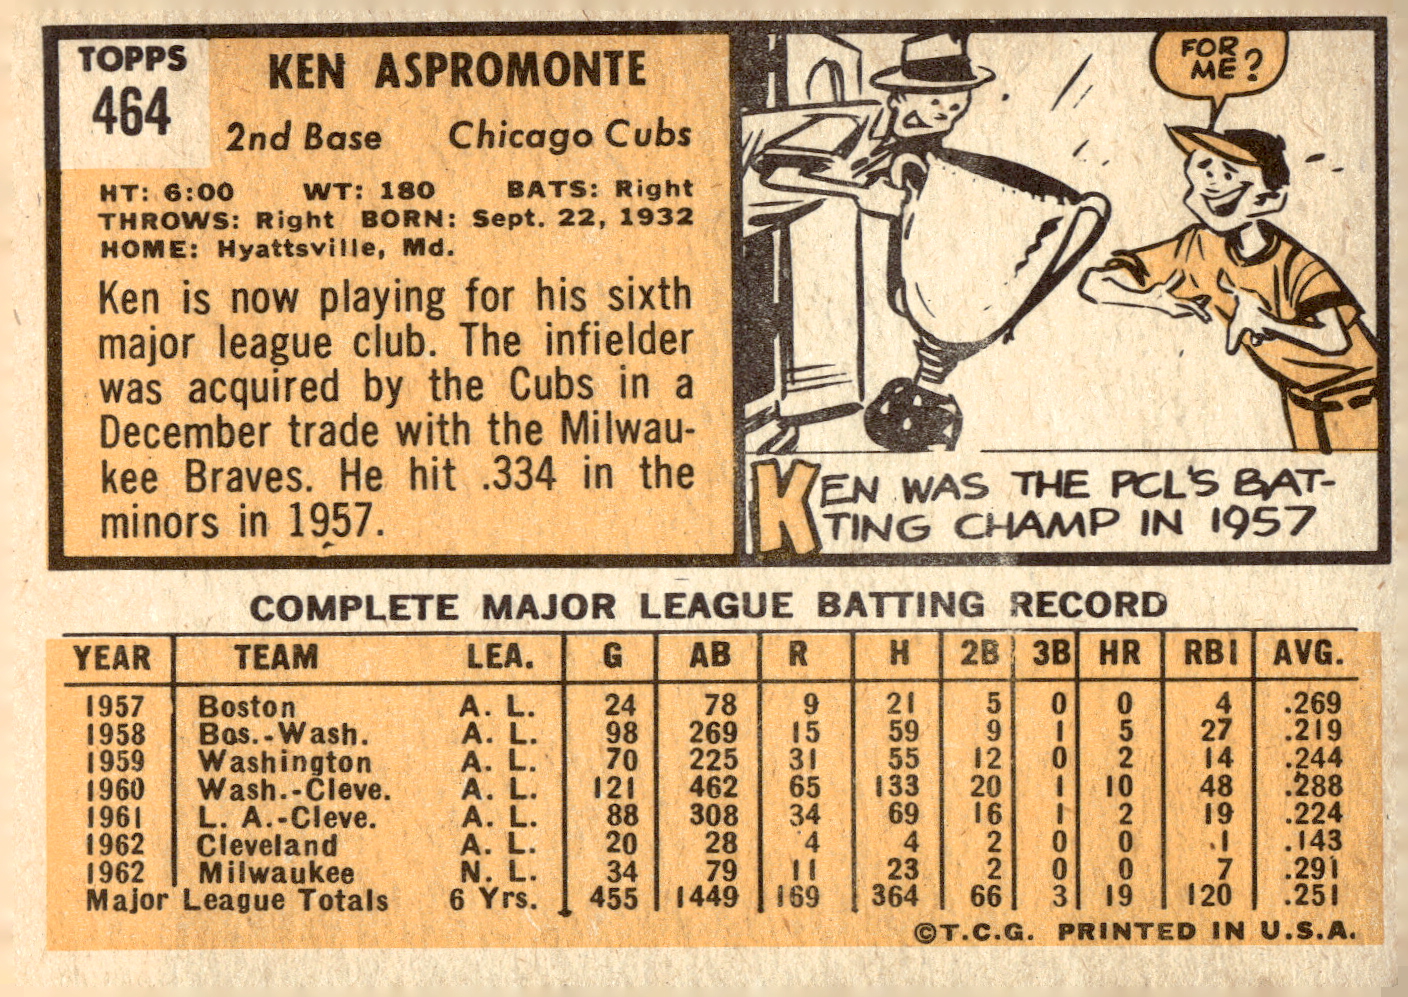 TOPPS
464
KEN ASPROMONTE
2nd Base Chicago Cubs
HT: 6:00 WT: 180 BATS: Right
THROWS: Right BORN: Sept. 22, 1932
HOME: Hyattsville, Md.
Ken is now playing for his sixth
major league club. The infielder
was acquired by the Cubs in a
December trade with the Milwau-
kee Braves. He hit .334 in the
minors in 1957.
FOR
ME?
KEN WAS THE PCL'S BAT-
TING CHAMP IN 1957
COMPLETE MAJOR LEAGUE BATTING RECORD
YEAR TEAM LEA. G AB R H 2B 3B HR RBI AVG.
1957 Boston A. L. 24 78 9 21 5 0 0 4 .269
1958 Bos.-Wash. A. L. 98 269 15 59 9 1 5 27 .219
1959 Washington A. L. 70 225 31 55 12 0 2 14 .244
1960 Wash.-Cleve. A. L. 121 462 65 133 20 1 10 48 .288
1961 L. A.-Cleve. A. L. 88 308 34 69 16 1 2 19 .224
1962 Cleveland A. L. 20 28 4 4 2 0 0 1 .143
1962 Milwaukee N. L. 34 79 11 23 2 0 0 7 .291
Major League Totals 6 Yrs. 455 1449 169 364 66 3 19 120 .251
©T.C.G. PRINTED IN U.S.A.